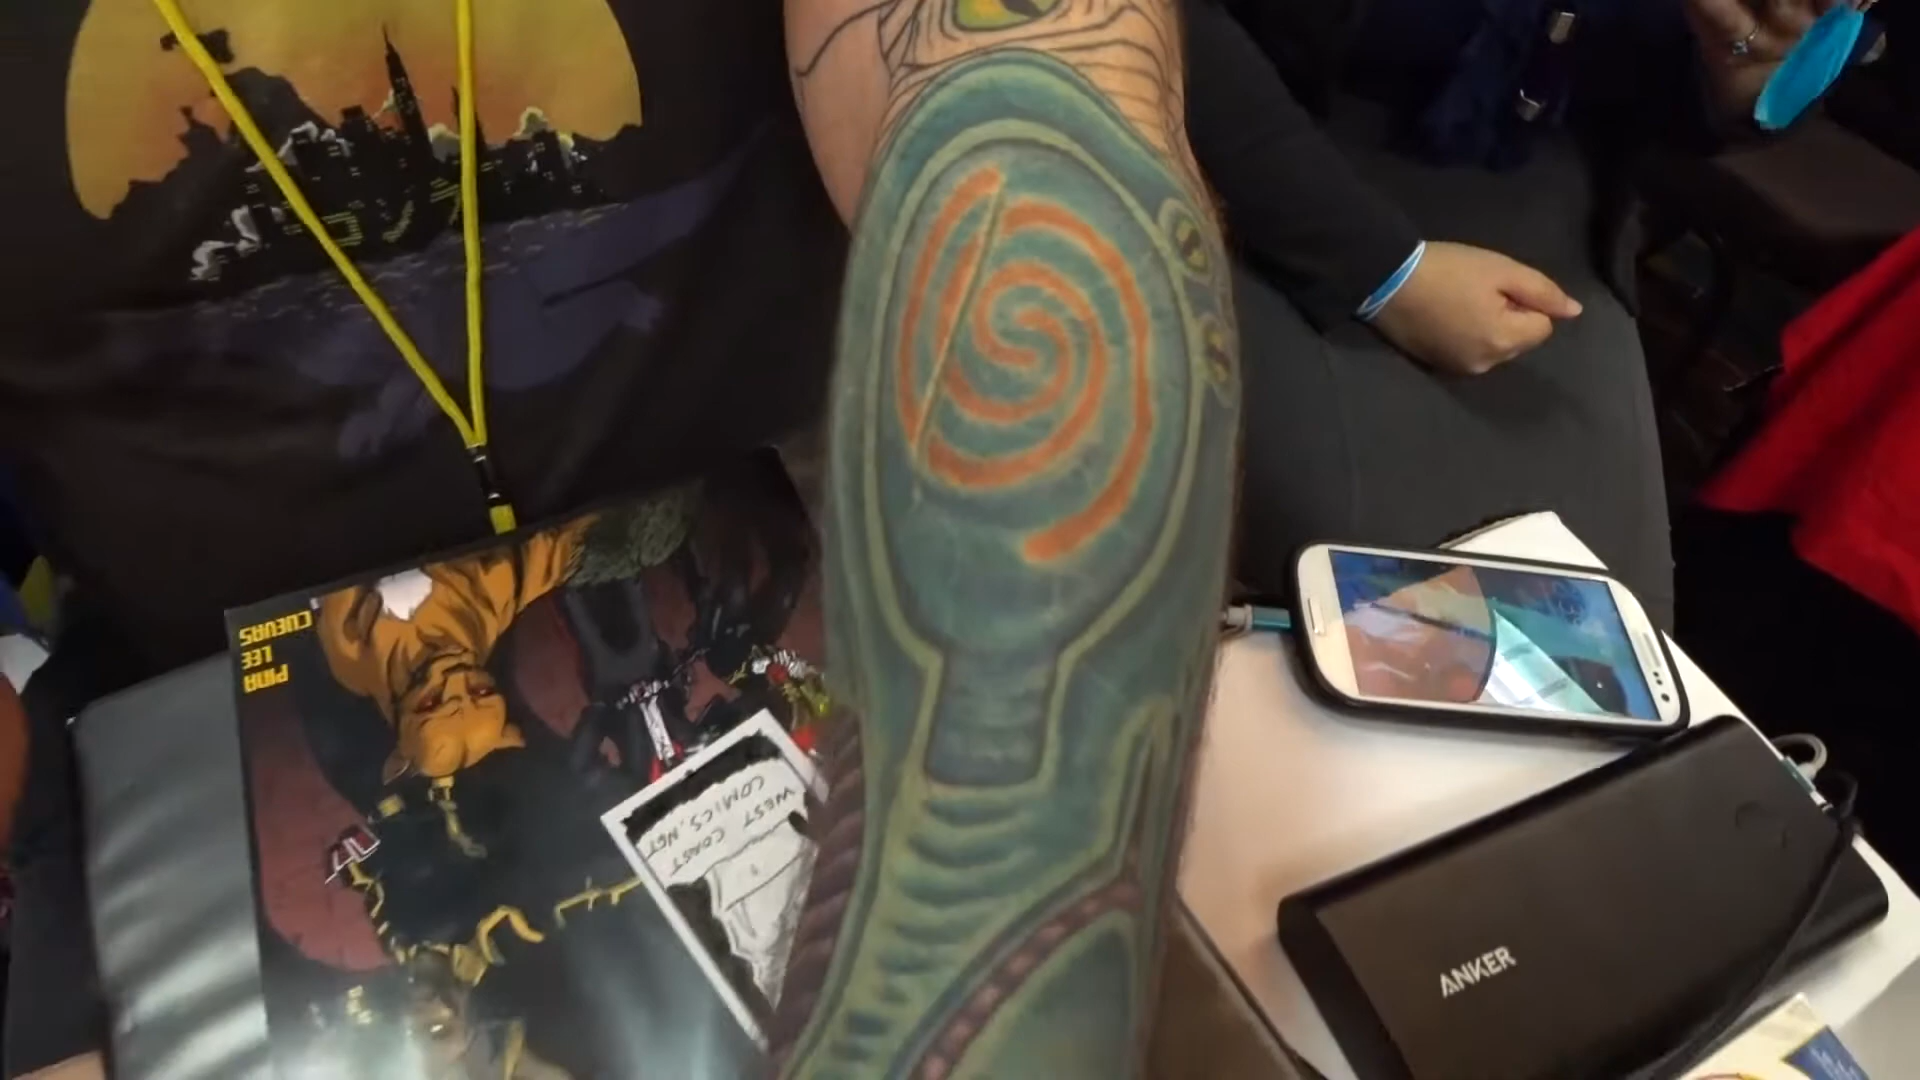 PINA
LEE
CUEVAS
WEST COAST
COMICS.NET
ANKER